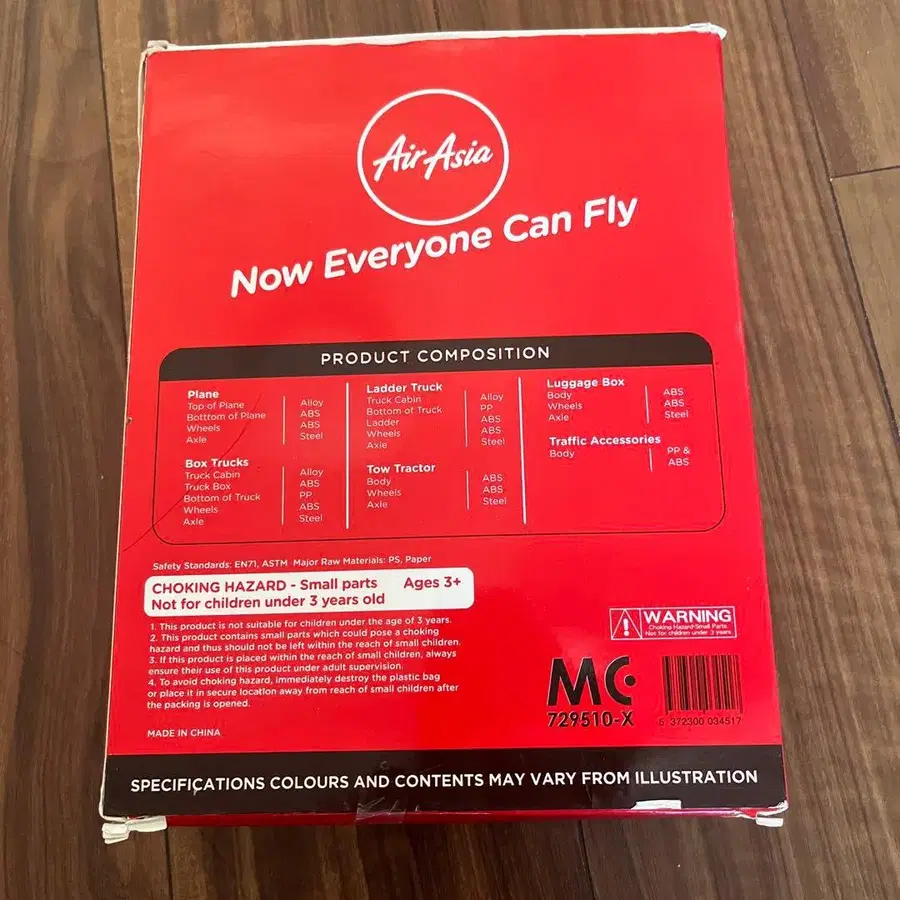 AirAsia
Now Everyone Can Fly
PRODUCT COMPOSITION
Plane
Top of Plane Alloy
Botttom of Plane ABS
Wheels ABS
Axle Steel
Box Trucks
Truck Cabin Alloy
Truck Box ABS
Bottom of Truck PP
Wheels ABS
Axle Steel
Ladder Truck
Truck Cabin Alloy
Bottom of Truck PP
Ladder ABS
Wheels ABS
Axle Steel
Tow Tractor
Body ABS
Wheels ABS
Axle Steel
Luggage Box
Body ABS
Wheels ABS
Axle Steel
Traffic Accessories
Body PP &
ABS
Safety Standards: EN71, ASTM Major Raw Materials: PS, Paper
CHOKING HAZARD - Small parts Ages 3+
Not for children under 3 years old
1. This product is not suitable for children under the age of 3 years.
2. This product contains small parts which could pose a choking
hazard and thus should not be left within the reach of small children.
3. If this product is placed within the reach of small children, always
ensure their use of this product under adult supervision.
4. To avoid choking hazard, immediately destroy the plastic bag
or place it in secure location away from reach of small children after
the packing is opened.
MADE IN CHINA
! WARNING
Choking Hazard-Small Parts
Not for children under 3 years
MC
729510-X
5 372300 034517
SPECIFICATIONS COLOURS AND CONTENTS MAY VARY FROM ILLUSTRATION